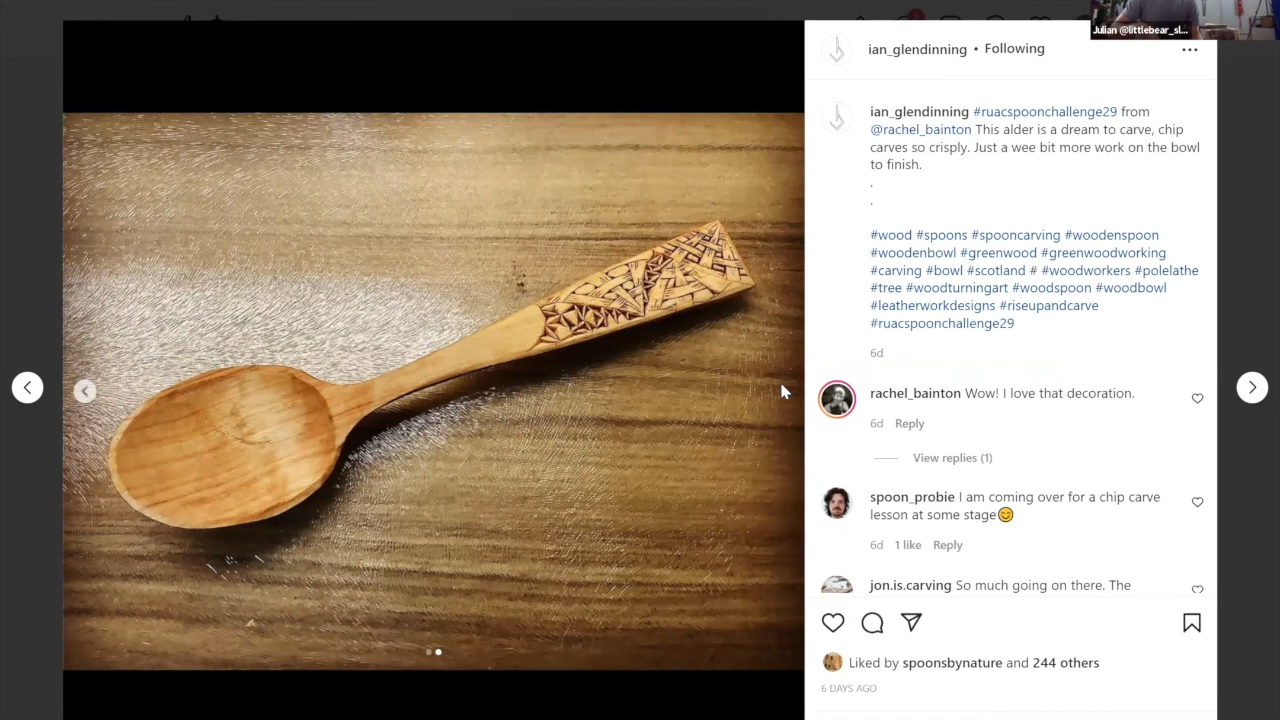 Julian @littlebear_sl...
ian_glendinning • Following
ian_glendinning #ruacspoonchallenge29 from
@rachel_bainton This alder is a dream to carve, chip
carves so crisply. Just a wee bit more work on the bowl
to finish.
.
.
#wood #spoons #spooncarving #woodenspoon
#woodenbowl #greenwood #greenwoodworking
#carving #bowl #scotland # #woodworkers #polelathe
#tree #woodturningart #woodspoon #woodbowl
#leatherworkdesigns #riseupandcarve
#ruacspoonchallenge29
6d
rachel_bainton Wow! I love that decoration.
6d Reply
View replies (1)
spoon_probie I am coming over for a chip carve
lesson at some stage😊
6d 1 like Reply
jon.is.carving So much going on there. The
Liked by spoonsbynature and 244 others
6 DAYS AGO